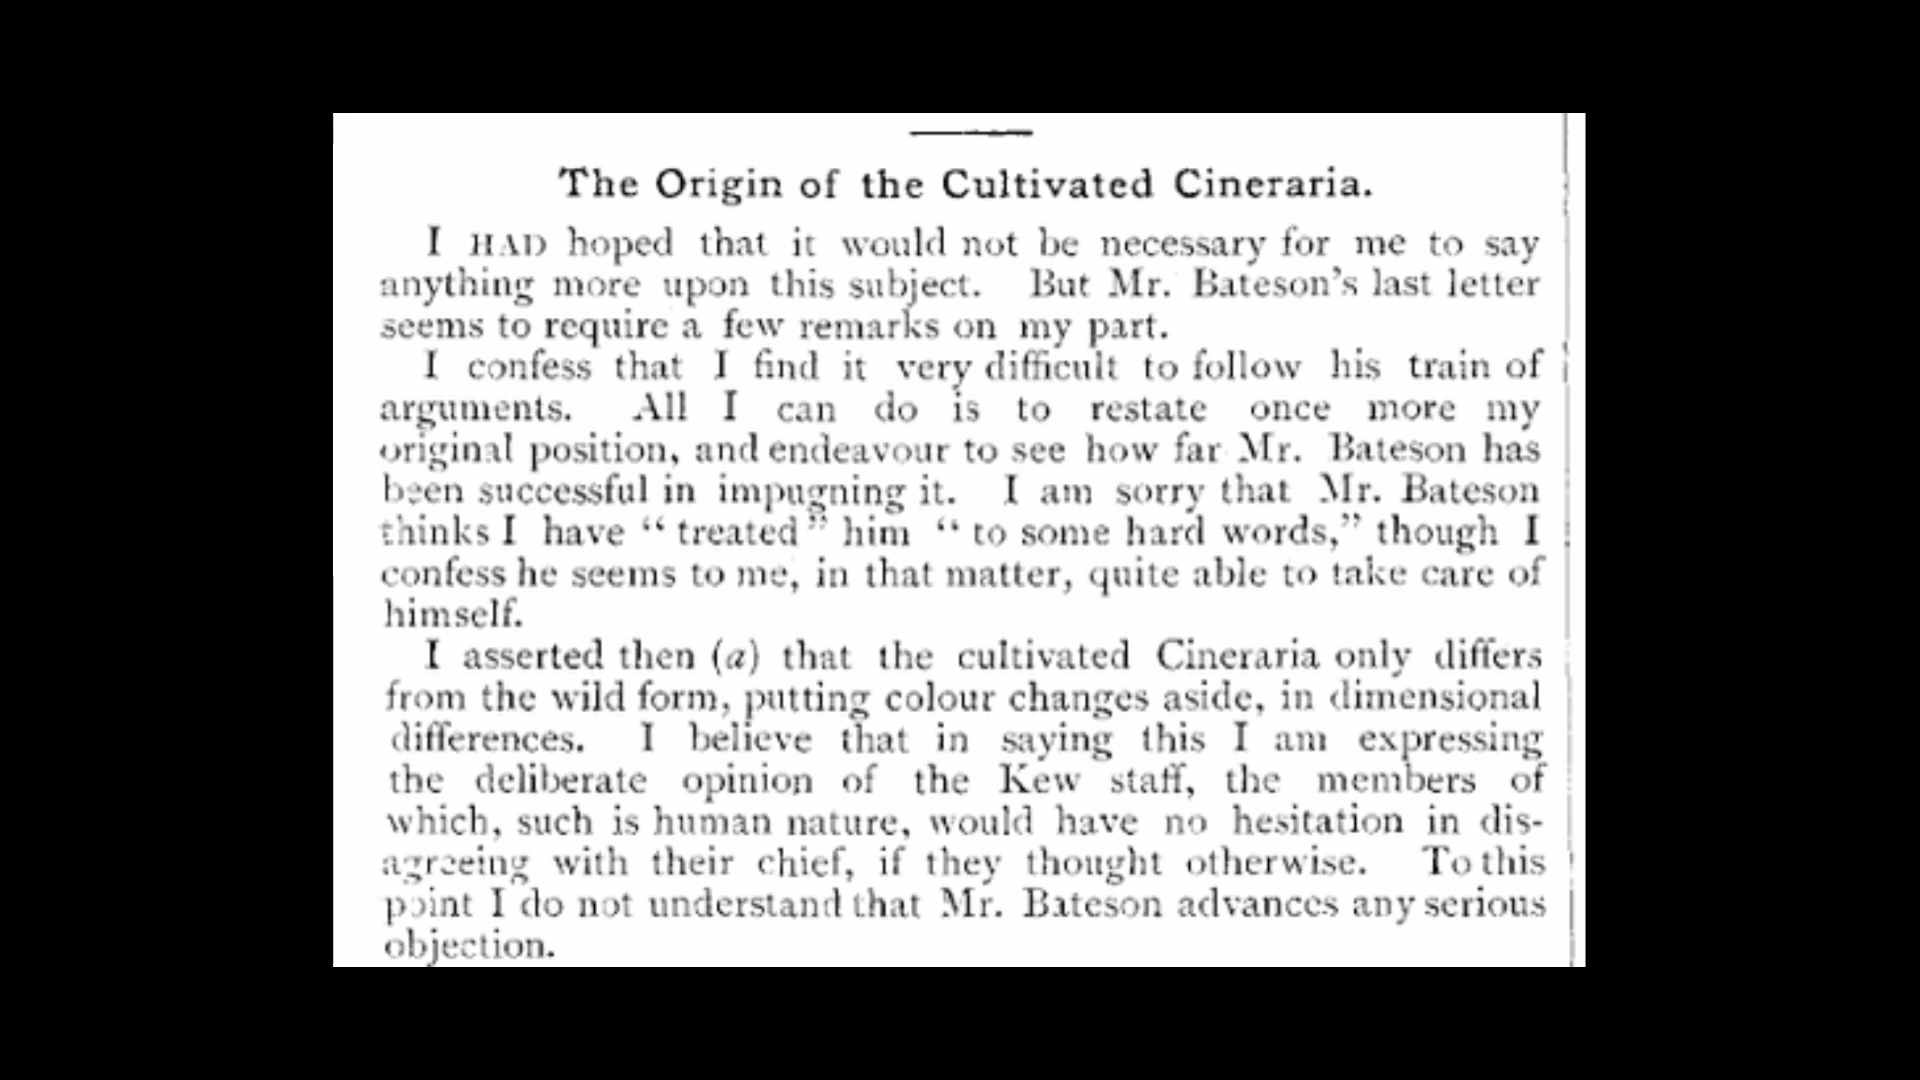 The Origin of the Cultivated Cineraria.
I HAD hoped that it would not be necessary for me to say
anything more upon this subject. But Mr. Bateson's last letter
seems to require a few remarks on my part.
I confess that I find it very difficult to follow his train of
arguments. All I can do is to restate once more my
original position, and endeavour to see how far Mr. Bateson has
been successful in impugning it. I am sorry that Mr. Bateson
thinks I have “treated” him “to some hard words,” though I
confess he seems to me, in that matter, quite able to take care of
himself.
I asserted then (a) that the cultivated Cineraria only differs
from the wild form, putting colour changes aside, in dimensional
differences. I believe that in saying this I am expressing
the deliberate opinion of the Kew staff, the members of
which, such is human nature, would have no hesitation in dis-
agreeing with their chief, if they thought otherwise. To this
point I do not understand that Mr. Bateson advances any serious
objection.